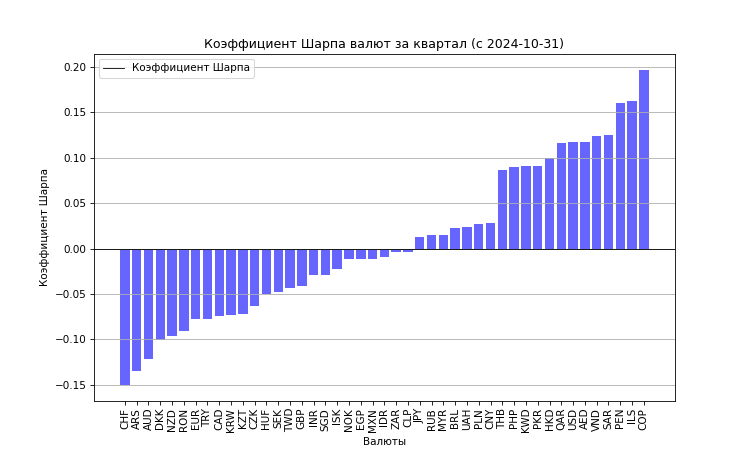 Коэффициент Шарпа валют за квартал (с 2024-10-31)
Коэффициент Шарпа
0.20
0.15
0.10
0.05
0.00
−0.05
−0.10
−0.15
Коэффициент Шарпа
CHF ARS AUD DKK NZD RON EUR TRY CAD KRW KZT CZK HUF SEK TWD GBP INR SGD ISK NOK EGP MXN IDR ZAR CLP JPY RUB MYR BRL UAH PLN CNY THB PHP KWD PKR HKD QAR USD AED VND SAR PEN ILS COP
Валюты